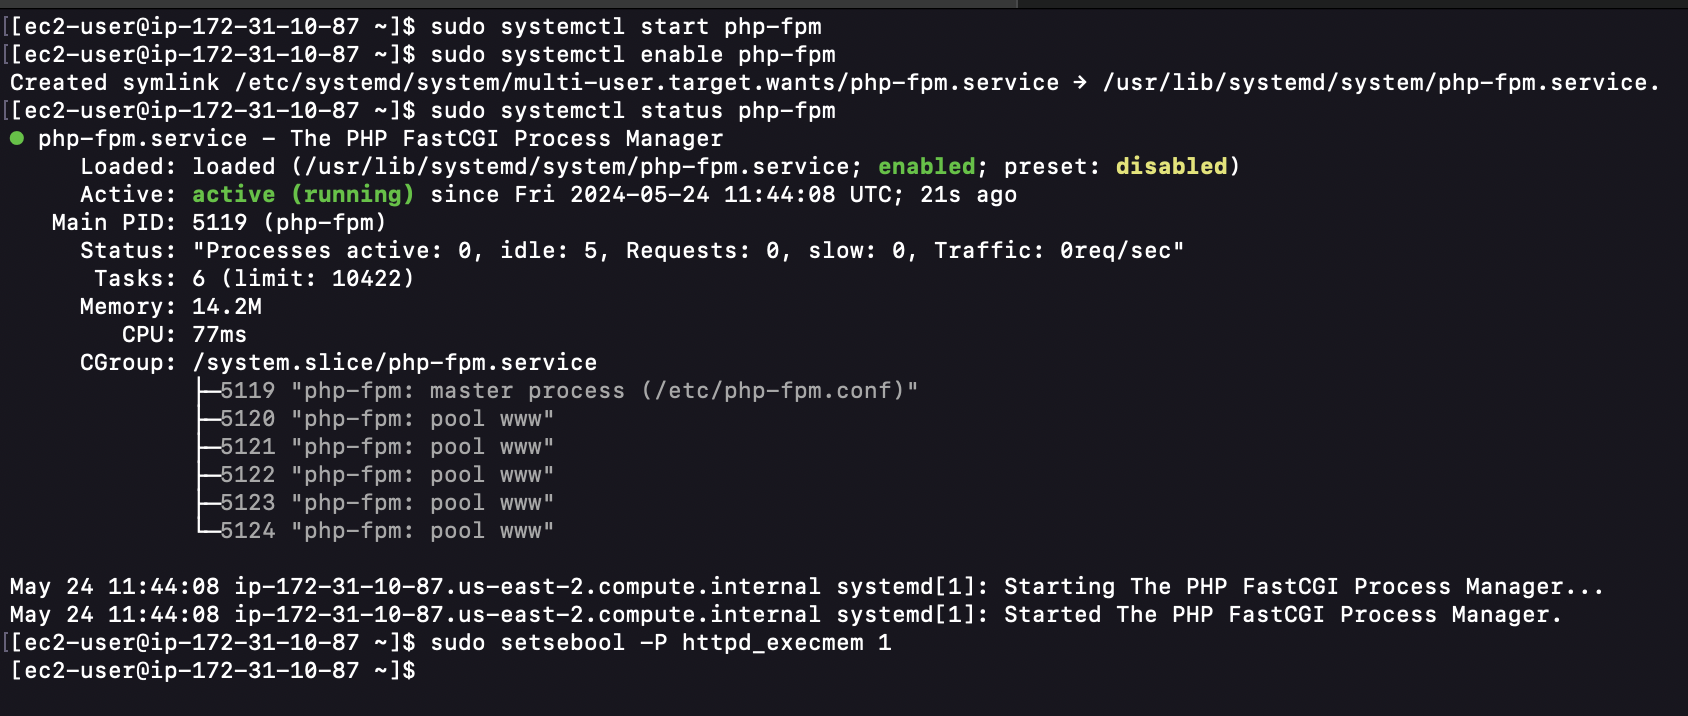 [[ec2-user@ip-172-31-10-87 ~]$ sudo systemctl start php-fpm
[[ec2-user@ip-172-31-10-87 ~]$ sudo systemctl enable php-fpm
Created symlink /etc/systemd/system/multi-user.target.wants/php-fpm.service → /usr/lib/systemd/system/php-fpm.service.
[[ec2-user@ip-172-31-10-87 ~]$ sudo systemctl status php-fpm
● php-fpm.service - The PHP FastCGI Process Manager
     Loaded: loaded (/usr/lib/systemd/system/php-fpm.service; enabled; preset: disabled)
     Active: active (running) since Fri 2024-05-24 11:44:08 UTC; 21s ago
   Main PID: 5119 (php-fpm)
     Status: "Processes active: 0, idle: 5, Requests: 0, slow: 0, Traffic: 0req/sec"
      Tasks: 6 (limit: 10422)
     Memory: 14.2M
        CPU: 77ms
     CGroup: /system.slice/php-fpm.service
             ├─5119 "php-fpm: master process (/etc/php-fpm.conf)"
             ├─5120 "php-fpm: pool www"
             ├─5121 "php-fpm: pool www"
             ├─5122 "php-fpm: pool www"
             ├─5123 "php-fpm: pool www"
             └─5124 "php-fpm: pool www"
May 24 11:44:08 ip-172-31-10-87.us-east-2.compute.internal systemd[1]: Starting The PHP FastCGI Process Manager...
May 24 11:44:08 ip-172-31-10-87.us-east-2.compute.internal systemd[1]: Started The PHP FastCGI Process Manager.
[[ec2-user@ip-172-31-10-87 ~]$ sudo setsebool -P httpd_execmem 1
[ec2-user@ip-172-31-10-87 ~]$